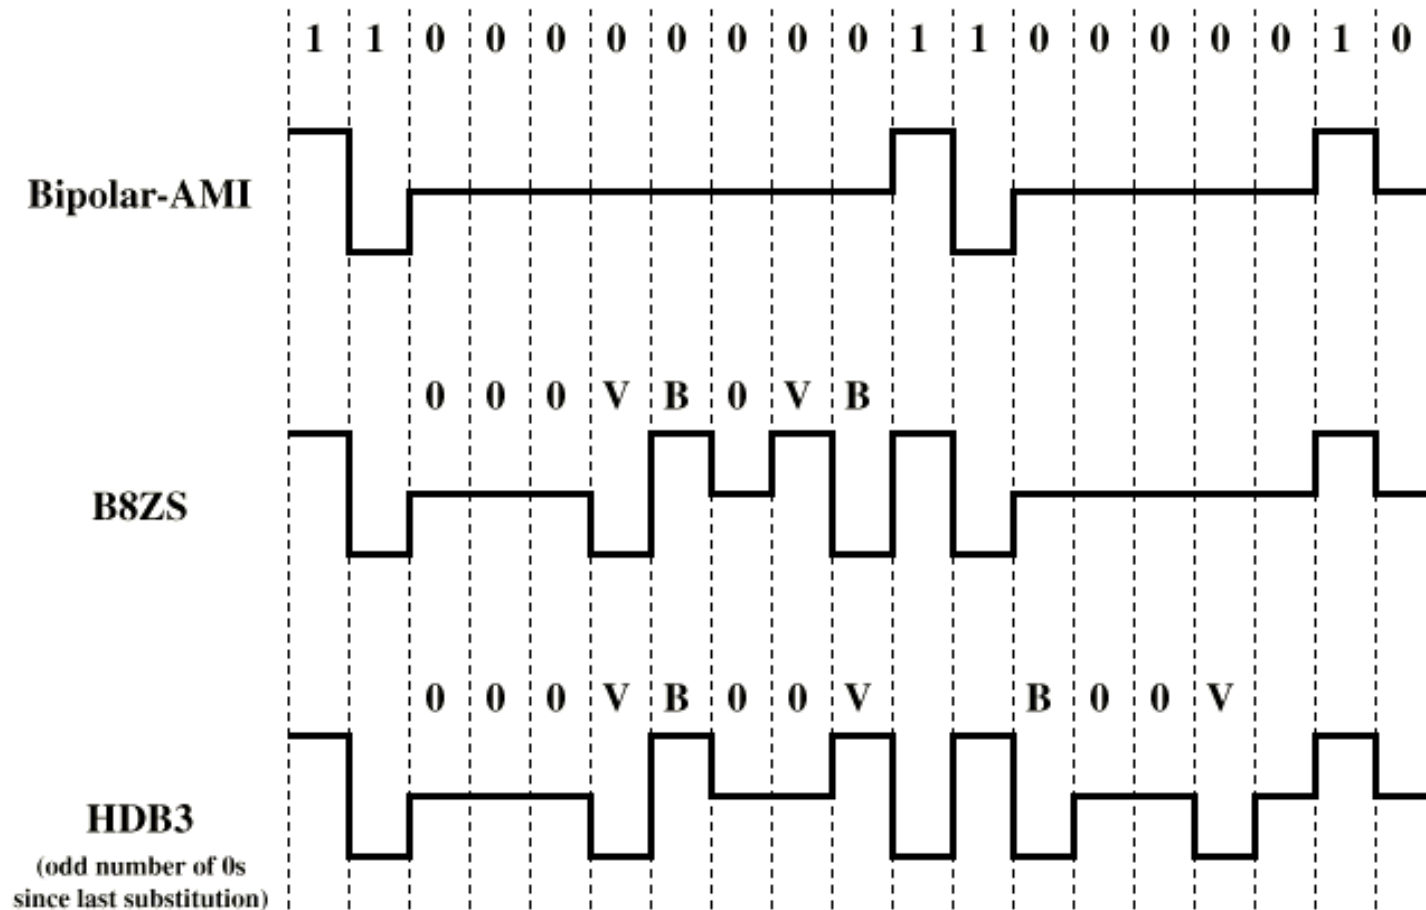 1 1 0 0 0 0 0 0 0 0 1 1 0 0 0 0 0 1 0
Bipolar-AMI
0 0 0 V B 0 V B
B8ZS
0 0 0 V B 0 0 V B 0 0 V
HDB3
(odd number of 0s
since last substitution)